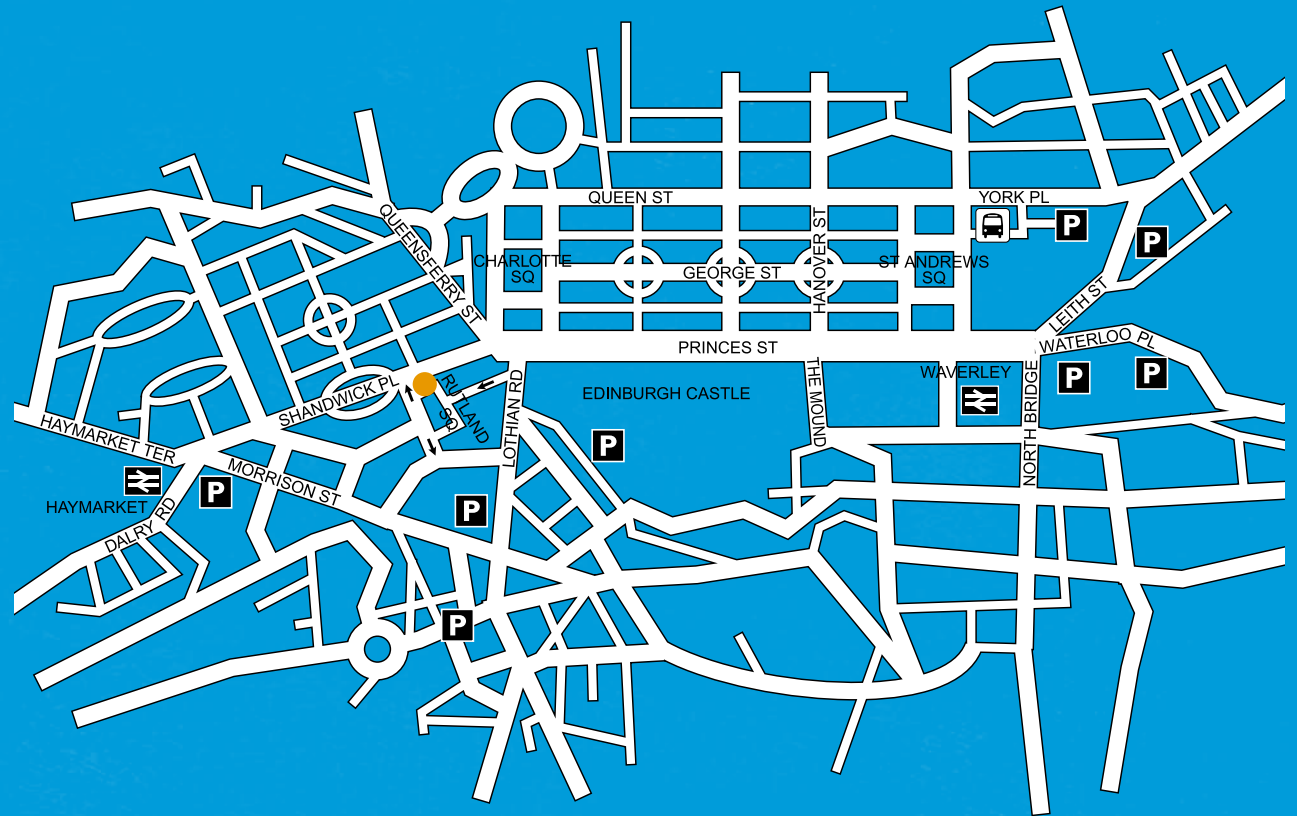 QUEEN ST
YORK PL
P
P
QUEENSFERRY ST
CHARLOTTE
SQ
GEORGE ST
HANOVER ST
ST ANDREWS
SQ
LEITH ST
PRINCES ST
WATERLOO PL
SHANDWICK PL
RUTLAND
SQ
LOTHIAN RD
EDINBURGH CASTLE
THE MOUND
WAVERLEY
NORTH BRIDGE
P
P
HAYMARKET TER
P
MORRISON ST
P
HAYMARKET
P
DALRY RD
P